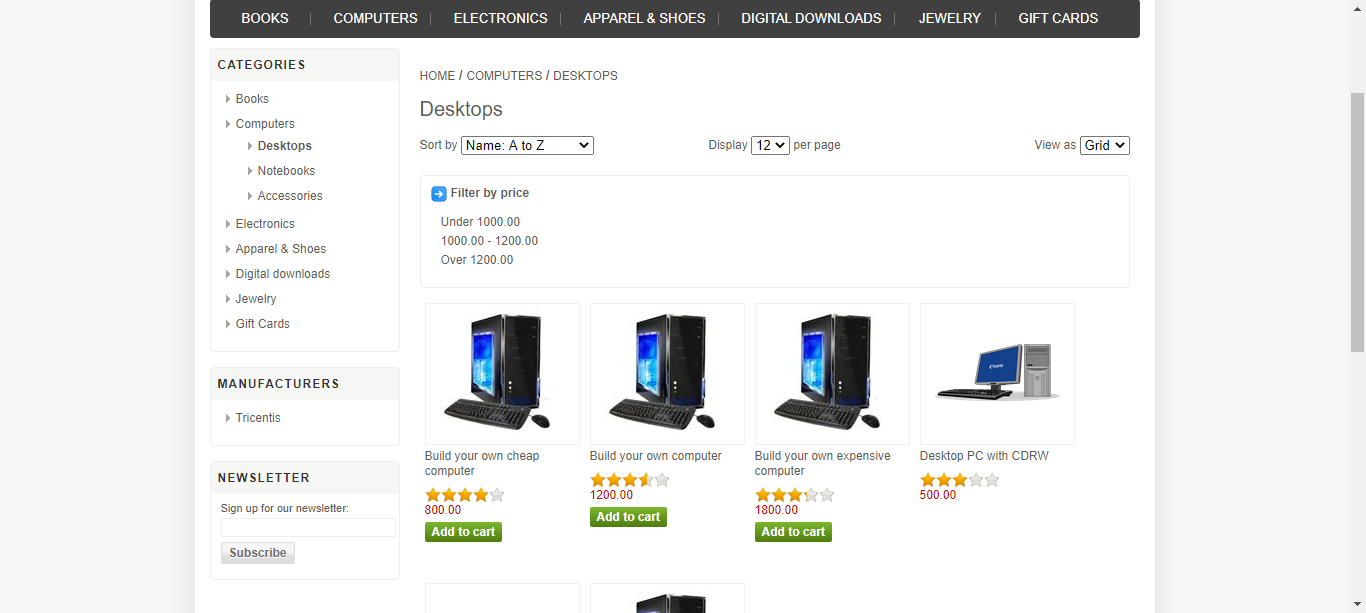 BOOKS COMPUTERS ELECTRONICS APPAREL & SHOES DIGITAL DOWNLOADS JEWELRY GIFT CARDS
CATEGORIES
Books
Computers
Desktops
Notebooks
Accessories
Electronics
Apparel & Shoes
Digital downloads
Jewelry
Gift Cards
MANUFACTURERS
Tricentis
NEWSLETTER
Sign up for our newsletter:
Subscribe
HOME / COMPUTERS / DESKTOPS
Desktops
Sort by Name: A to Z Display 12 per page View as Grid
Filter by price
Under 1000.00
1000.00 - 1200.00
Over 1200.00
Build your own cheap
computer
800.00
Add to cart
Build your own computer
1200.00
Add to cart
Build your own expensive
computer
1800.00
Add to cart
Desktop PC with CDRW
500.00